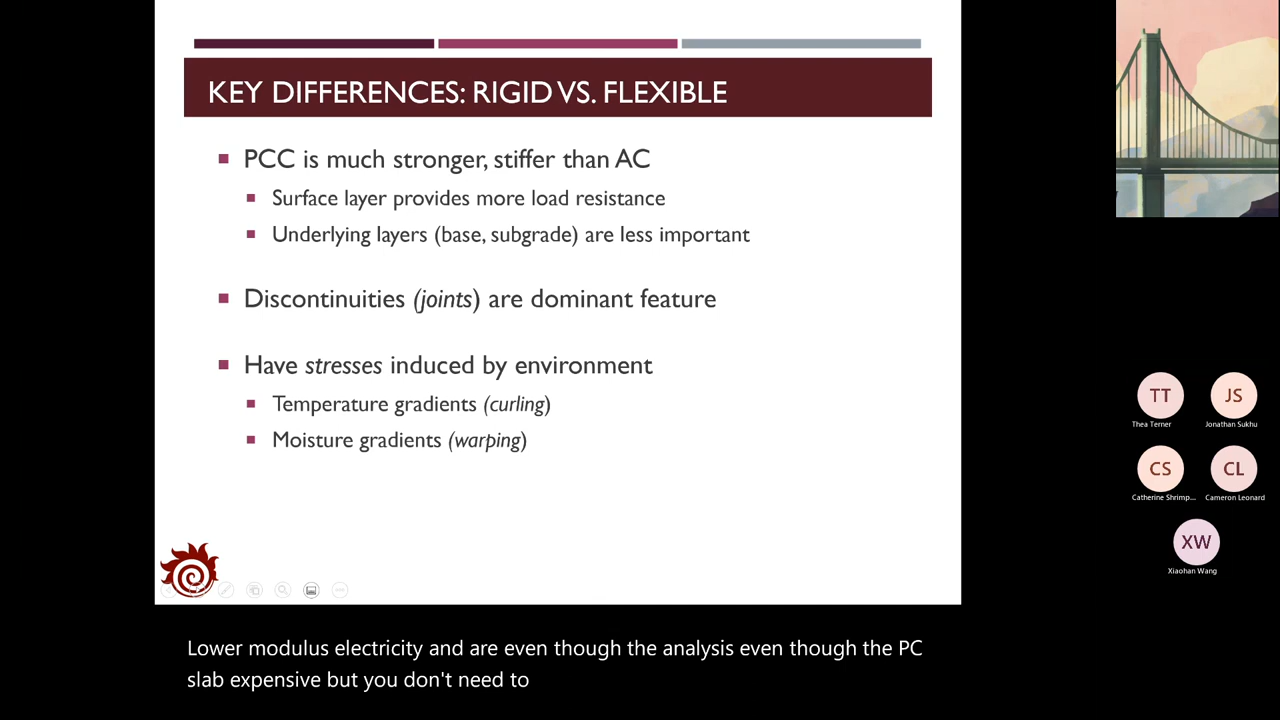 KEY DIFFERENCES: RIGID VS. FLEXIBLE
PCC is much stronger, stiffer than AC
Surface layer provides more load resistance
Underlying layers (base, subgrade) are less important
Discontinuities (joints) are dominant feature
Have stresses induced by environment
Temperature gradients (curling)
Moisture gradients (warping)
TT
JS
Thea Terner
Jonathan Sukhu
CS
CL
Catherine Shrimp...
Cameron Leonard
XW
Xiaohan Wang
Lower modulus electricity and are even though the analysis even though the PC
slab expensive but you don't need to